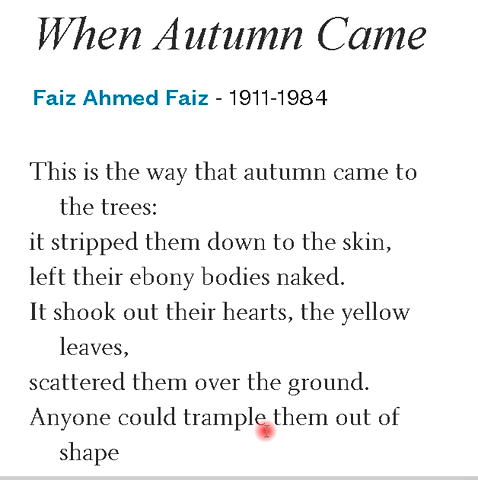 When Autumn Came
Faiz Ahmed Faiz - 1911-1984
This is the way that autumn came to
the trees:
it stripped them down to the skin,
left their ebony bodies naked.
It shook out their hearts, the yellow
leaves,
scattered them over the ground.
Anyone could trample them out of
shape